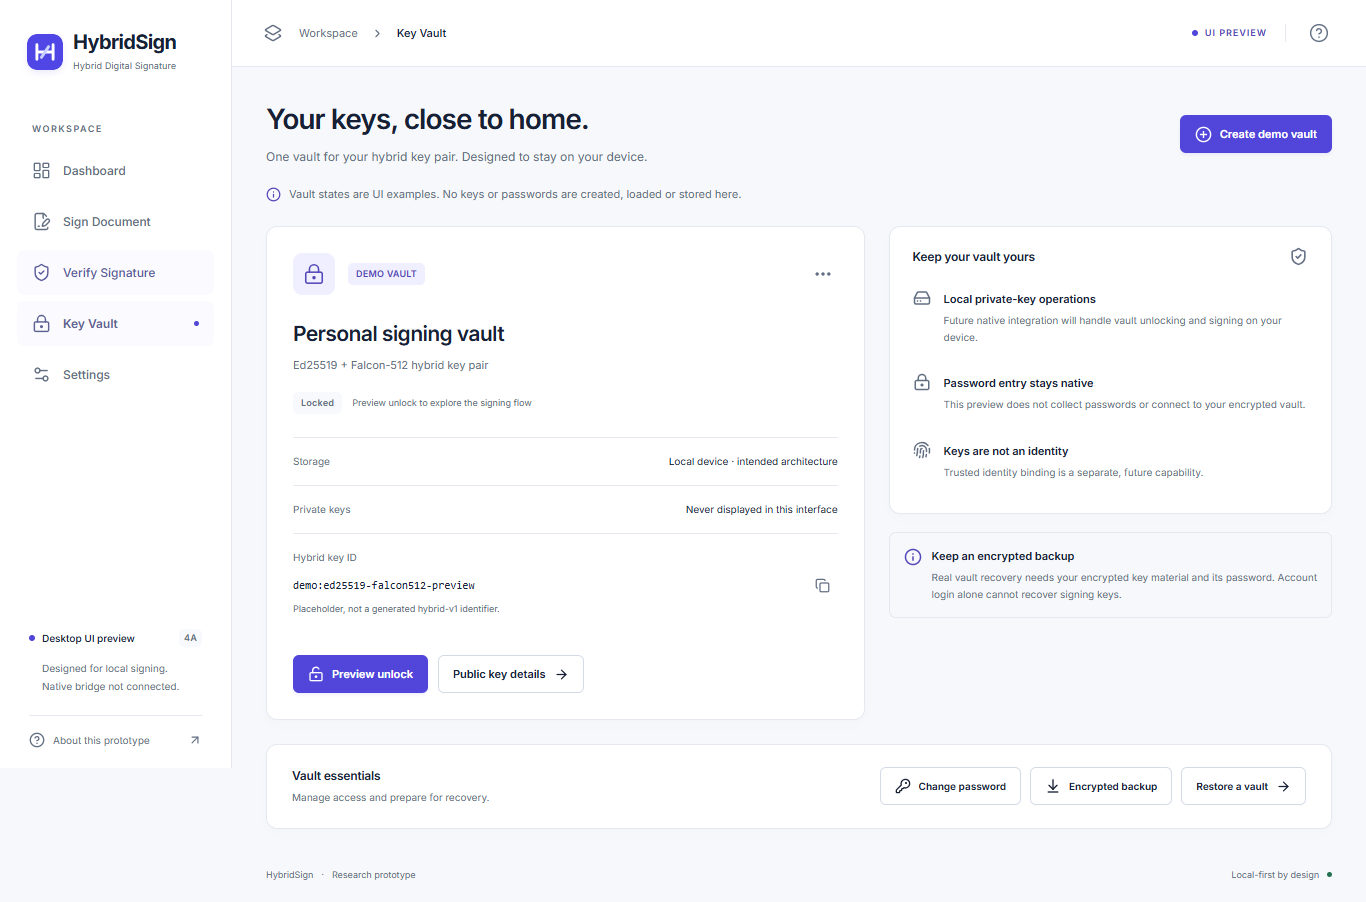 HybridSign
Hybrid Digital Signature
WORKSPACE
Dashboard
Sign Document
Verify Signature
Key Vault
Settings
Desktop UI preview 4A
Designed for local signing.
Native bridge not connected.
About this prototype
Workspace Key Vault
UI PREVIEW
Your keys, close to home.
One vault for your hybrid key pair. Designed to stay on your device.
Create demo vault
Vault states are UI examples. No keys or passwords are created, loaded or stored here.
DEMO VAULT
Personal signing vault
Ed25519 + Falcon-512 hybrid key pair
Locked Preview unlock to explore the signing flow
Storage Local device · intended architecture
Private keys Never displayed in this interface
Hybrid key ID
demo:ed25519-falcon512-preview
Placeholder, not a generated hybrid-v1 identifier.
Preview unlock Public key details
Keep your vault yours
Local private-key operations
Future native integration will handle vault unlocking and signing on your
device.
Password entry stays native
This preview does not collect passwords or connect to your encrypted vault.
Keys are not an identity
Trusted identity binding is a separate, future capability.
Keep an encrypted backup
Real vault recovery needs your encrypted key material and its password. Account
login alone cannot recover signing keys.
Vault essentials
Manage access and prepare for recovery.
Change password Encrypted backup Restore a vault
HybridSign · Research prototype
Local-first by design